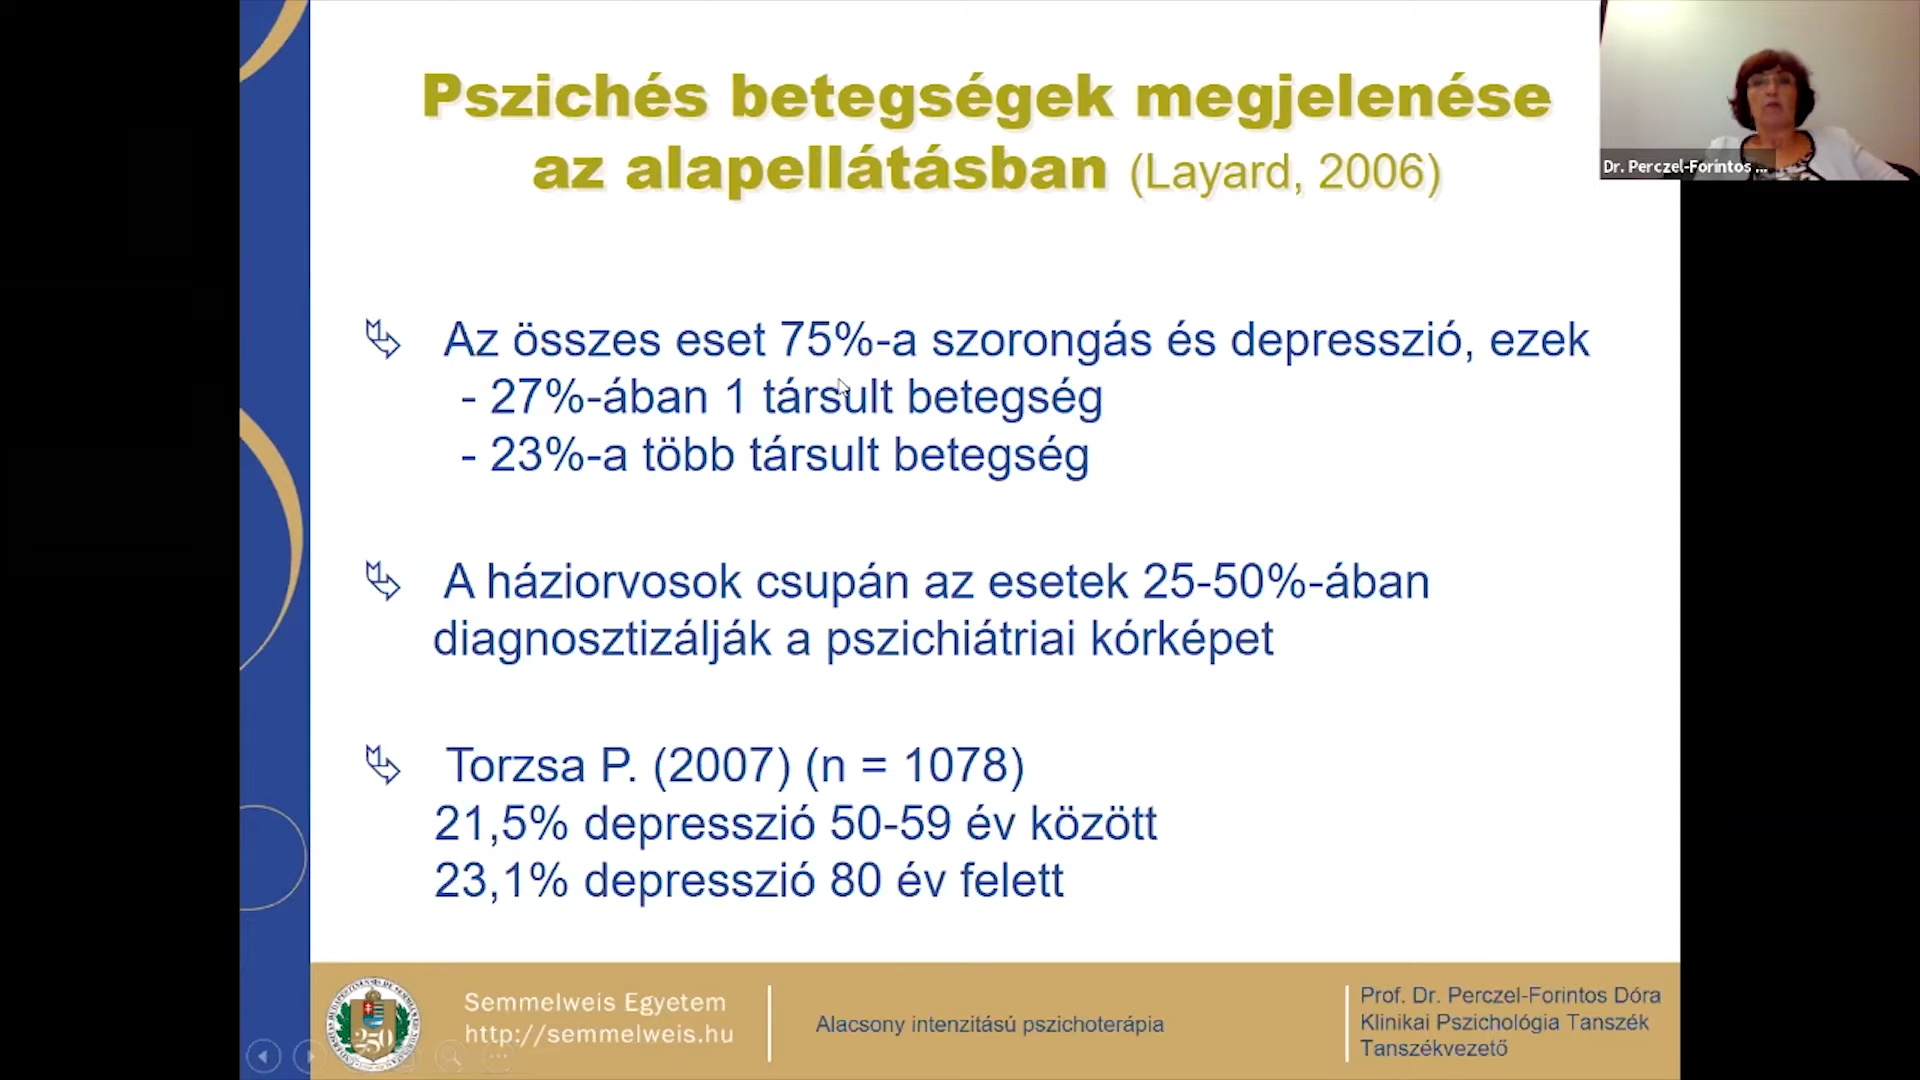 Pszichés betegségek megjelenése
az alapellátásban (Layard, 2006)
Dr. Perczel-Forintos ...
Az összes eset 75%-a szorongás és depresszió, ezek
- 27%-ában 1 társult betegség
- 23%-a több társult betegség
A háziorvosok csupán az esetek 25-50%-ában
diagnosztizálják a pszichiátriai kórképet
Torzsa P. (2007) (n = 1078)
21,5% depresszió 50-59 év között
23,1% depresszió 80 év felett
250
Semmelweis Egyetem
http://semmelweis.hu
Alacsony intenzitású pszichoterápia
Prof. Dr. Perczel-Forintos Dóra
Klinikai Pszichológia Tanszék
Tanszékvezető